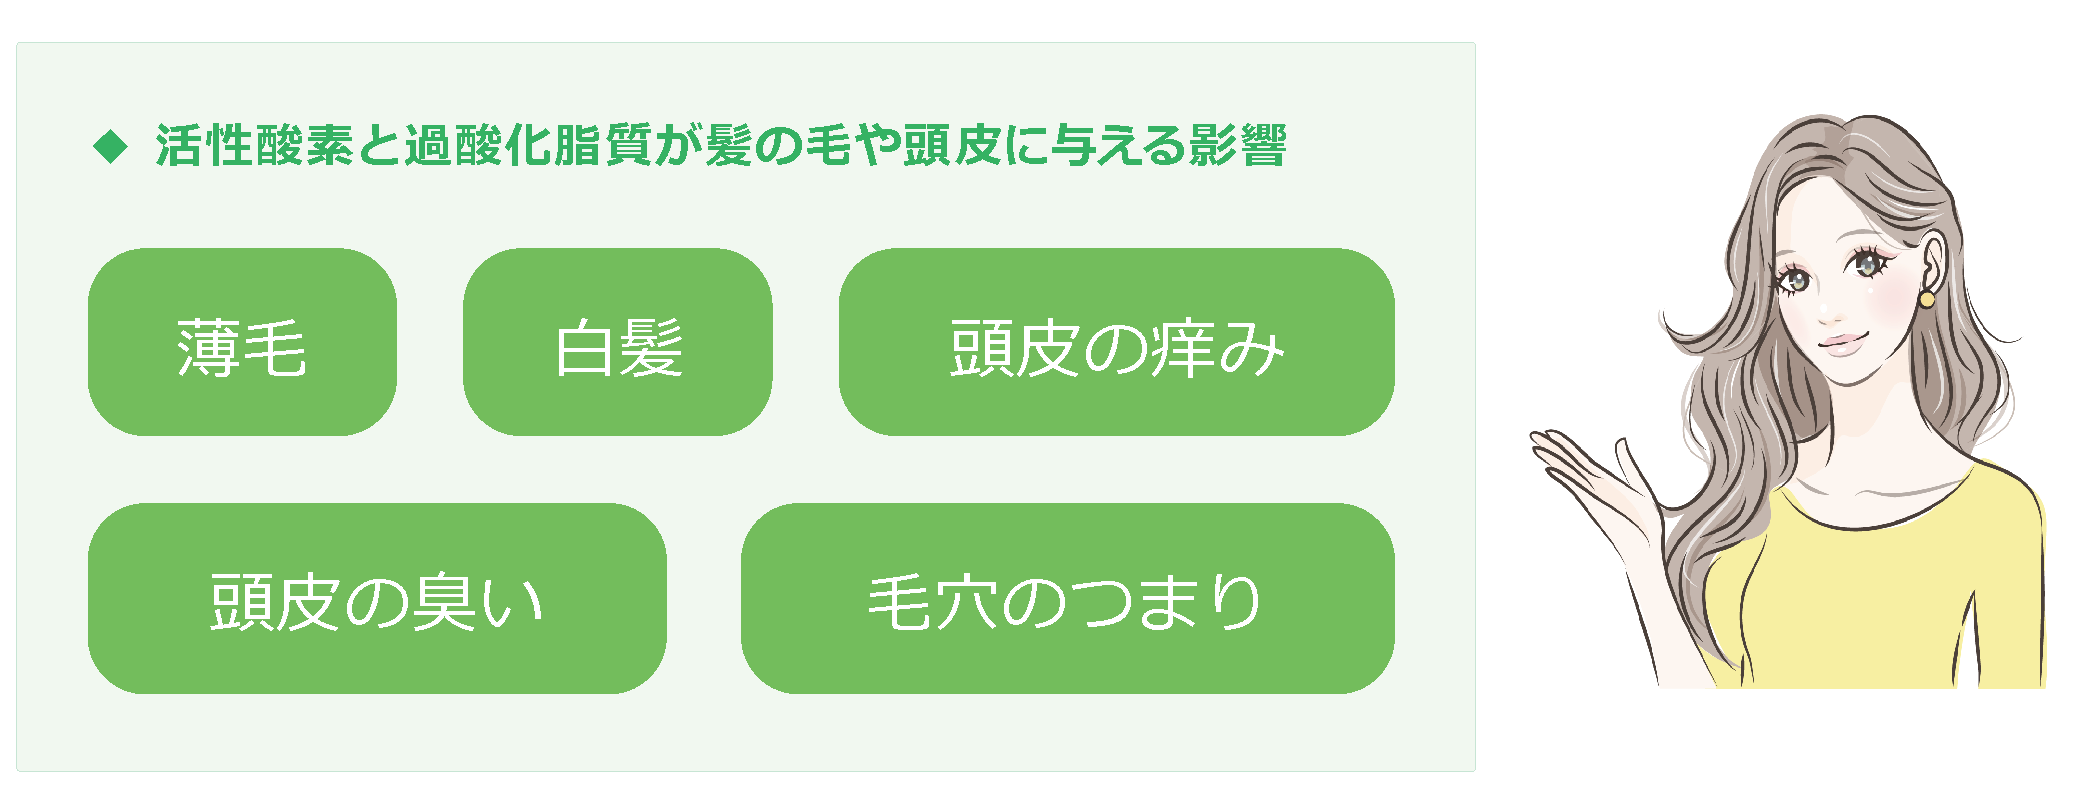 ◆ 活性酸素と過酸化脂質が髪の毛や頭皮に与える影響
薄毛
白髪
頭皮の痒み
頭皮の臭い
毛穴のつまり